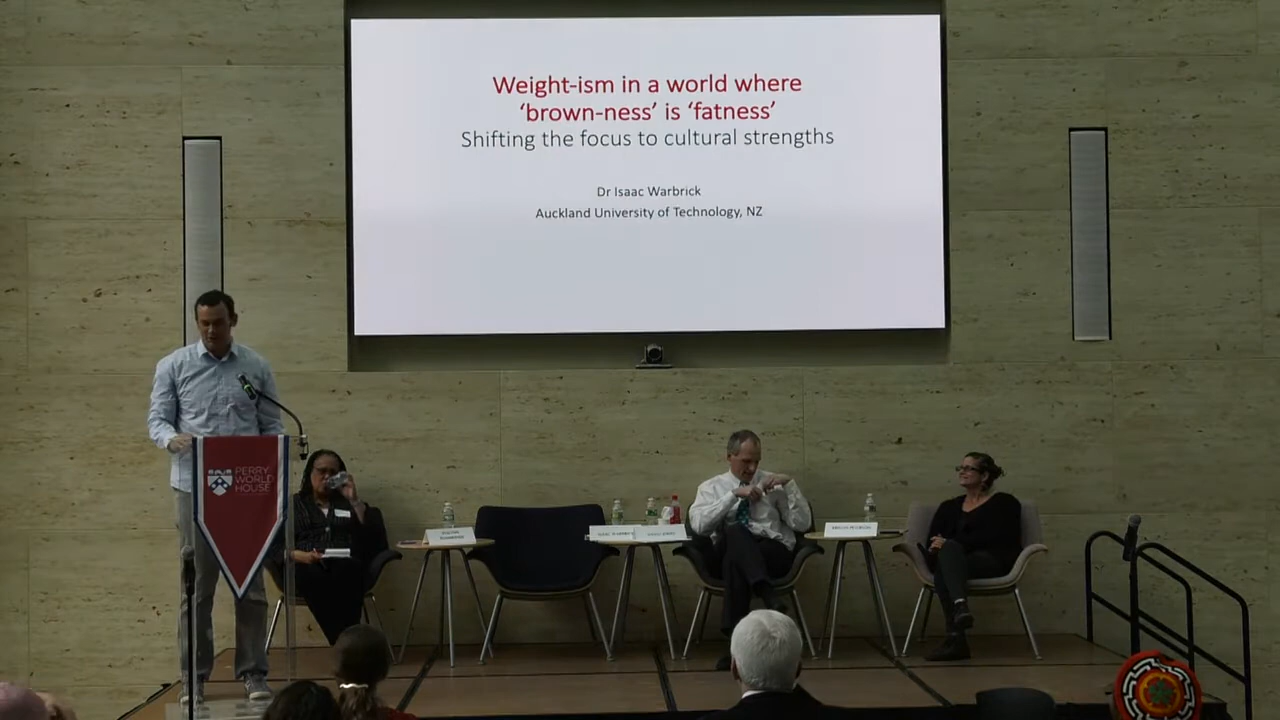 Weight-ism in a world where
‘brown-ness’ is ‘fatness’
Shifting the focus to cultural strengths
Dr Isaac Warbrick
Auckland University of Technology, NZ
PERRY
WORLD
HOUSE